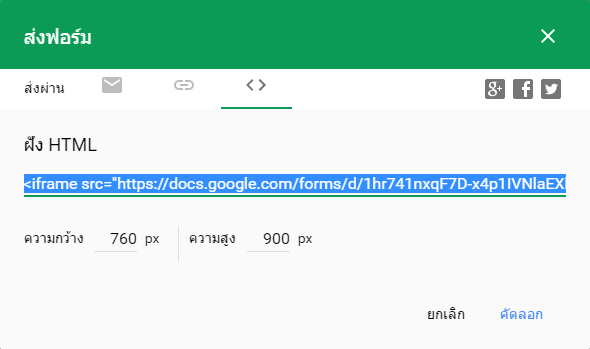 ส่งฟอร์ม
ส่งผ่าน
ฝัง HTML
<iframe src="https://docs.google.com/forms/d/1hr741nxqF7D-x4p1IVNlaEX
ความกว้าง 760 px ความสูง 900 px
ยกเลิก คัดลอก